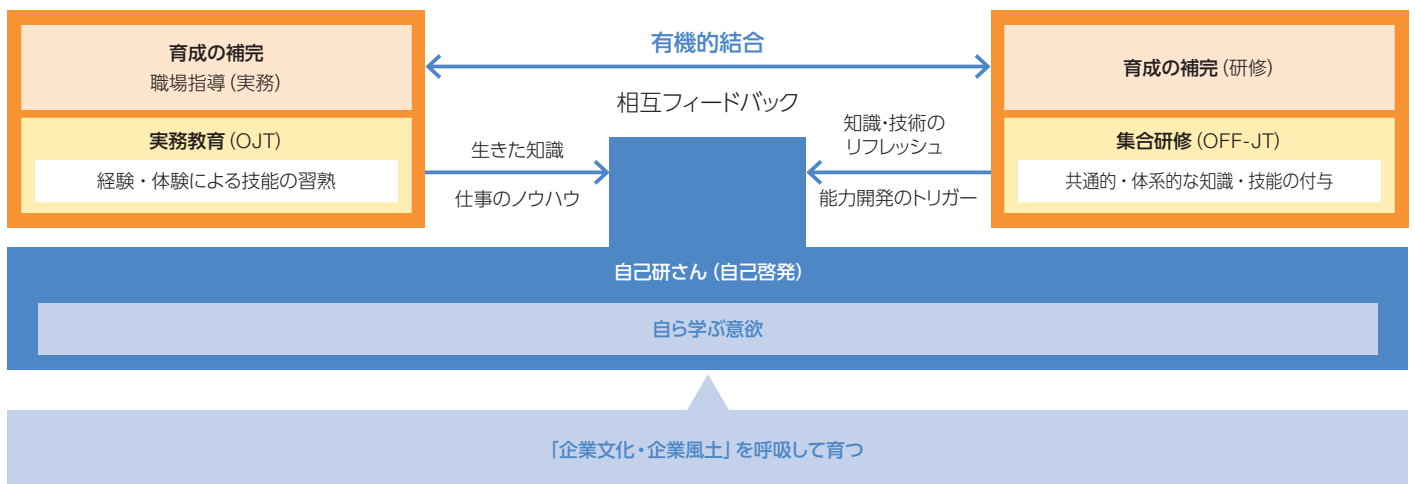 育成の補完
職場指導（実務）
実務教育（OJT）
経験・体験による技能の習熟
有機的結合
相互フィードバック
生きた知識
仕事のノウハウ
知識・技術の
リフレッシュ
能力開発のトリガー
育成の補完（研修）
集合研修（OFF-JT）
共通的・体系的な知識・技能の付与
自己研さん（自己啓発）
自ら学ぶ意欲
「企業文化・企業風土」を呼吸して育つ